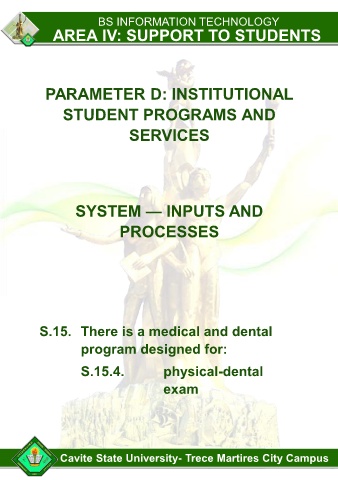 BS INFORMATION TECHNOLOGY
AREA IV: SUPPORT TO STUDENTS
PARAMETER D: INSTITUTIONAL
STUDENT PROGRAMS AND
SERVICES
SYSTEM — INPUTS AND
PROCESSES
S.15. There is a medical and dental
program designed for:
S.15.4. physical-dental
exam
Cavite State University- Trece Martires City Campus